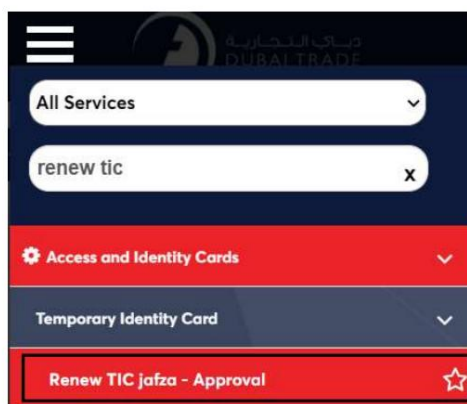 دبي التجارية
DUBAI TRADE
All Services
renew tic
x
Access and Identity Cards
Temporary Identity Card
Renew TIC jafza - Approval